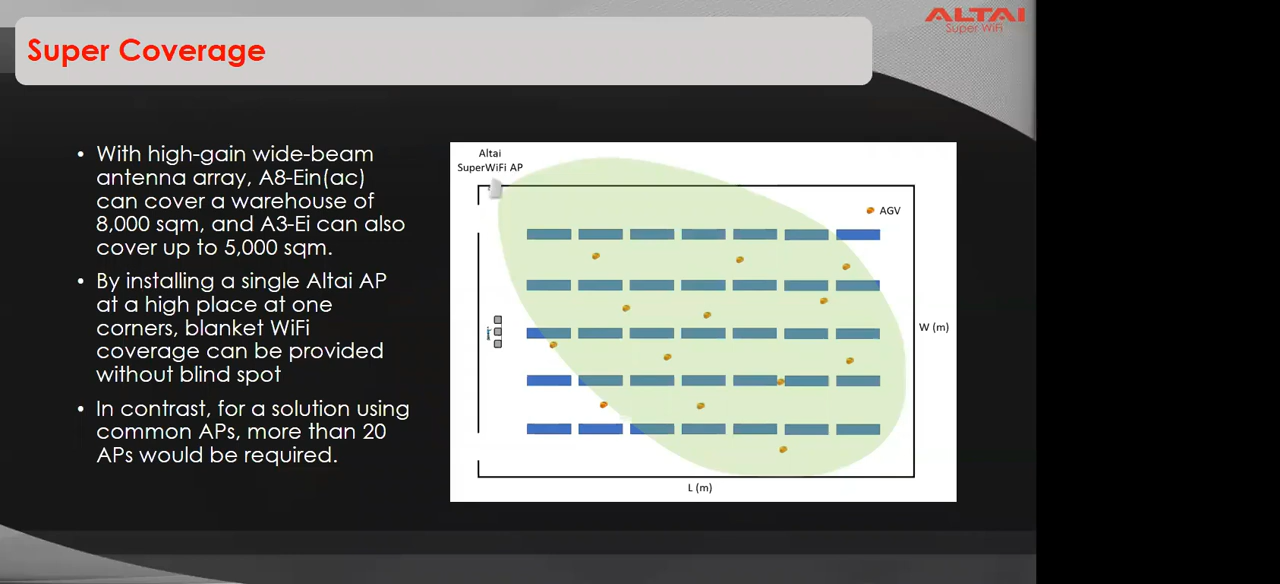 ALTAI
Super WiFi
Super Coverage
• With high-gain wide-beam
antenna array, A8-Ein(ac)
can cover a warehouse of
8,000 sqm, and A3-Ei can also
cover up to 5,000 sqm.
• By installing a single Altai AP
at a high place at one
corners, blanket WiFi
coverage can be provided
without blind spot
• In contrast, for a solution using
common APs, more than 20
APs would be required.
Altai
SuperWiFi AP
AGV
W (m)
L (m)